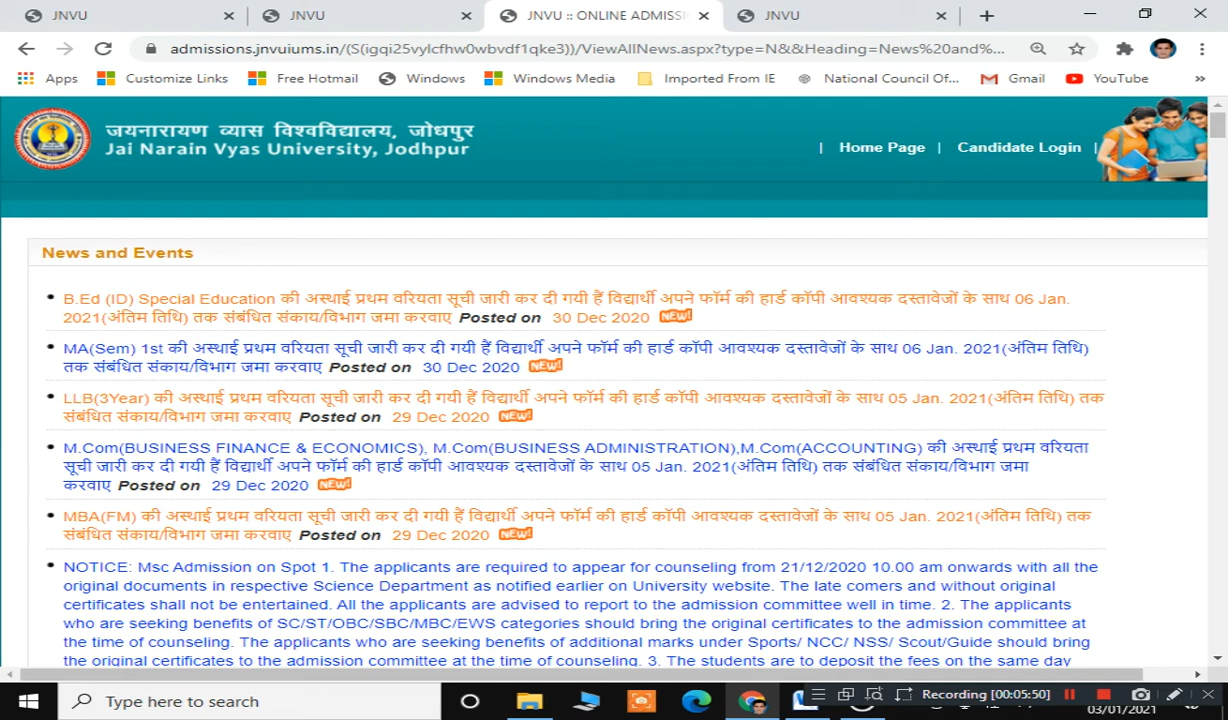 JNVU
JNVU
JNVU :: ONLINE ADMISSI
JNVU
admissions.jnvuiums.in/(S(igqi25vylcfhw0wbvdf1qke3))/ViewAllNews.aspx?type=N&&Heading=News%20and%...
Apps Customize Links Free Hotmail Windows Windows Media Imported From IE National Council Of... Gmail YouTube »
जयनारायण व्यास विश्वविद्यालय, जोधपुर
Jai Narain Vyas University, Jodhpur
| Home Page | Candidate Login |
News and Events
B.Ed (ID) Special Education की अस्थाई प्रथम वरियता सूची जारी कर दी गयी हैं विद्यार्थी अपने फॉर्म की हार्ड कॉपी आवश्यक दस्तावेजों के साथ 06 Jan.
2021(अंतिम तिथि) तक संबंधित संकाय/विभाग जमा करवाए Posted on 30 Dec 2020 NEW!
MA(Sem) 1st की अस्थाई प्रथम वरियता सूची जारी कर दी गयी हैं विद्यार्थी अपने फॉर्म की हार्ड कॉपी आवश्यक दस्तावेजों के साथ 06 Jan. 2021(अंतिम तिथि)
तक संबंधित संकाय/विभाग जमा करवाए Posted on 30 Dec 2020 NEW!
LLB(3Year) की अस्थाई प्रथम वरियता सूची जारी कर दी गयी हैं विद्यार्थी अपने फॉर्म की हार्ड कॉपी आवश्यक दस्तावेजों के साथ 05 Jan. 2021(अंतिम तिथि) तक
संबंधित संकाय/विभाग जमा करवाए Posted on 29 Dec 2020 NEW!
M.Com(BUSINESS FINANCE & ECONOMICS), M.Com(BUSINESS ADMINISTRATION),M.Com(ACCOUNTING) की अस्थाई प्रथम वरियता
सूची जारी कर दी गयी हैं विद्यार्थी अपने फॉर्म की हार्ड कॉपी आवश्यक दस्तावेजों के साथ 05 Jan. 2021(अंतिम तिथि) तक संबंधित संकाय/विभाग जमा
करवाए Posted on 29 Dec 2020 NEW!
MBA(FM) की अस्थाई प्रथम वरियता सूची जारी कर दी गयी हैं विद्यार्थी अपने फॉर्म की हार्ड कॉपी आवश्यक दस्तावेजों के साथ 05 Jan. 2021(अंतिम तिथि) तक
संबंधित संकाय/विभाग जमा करवाए Posted on 29 Dec 2020 NEW!
NOTICE: Msc Admission on Spot 1. The applicants are required to appear for counseling from 21/12/2020 10.00 am onwards with all the
original documents in respective Science Department as notified earlier on University website. The late comers and without original
certificates shall not be entertained. All the applicants are advised to report to the admission committee well in time. 2. The applicants
who are seeking benefits of SC/ST/OBC/SBC/MBC/EWS categories should bring the original certificates to the admission committee at
the time of counseling. The applicants who are seeking benefits of additional marks under Sports/ NCC/ NSS/ Scout/Guide should bring
the original certificates to the admission committee at the time of counseling. 3. The students are to deposit the fees on the same day
Type here to search
Recording [00:05:50]
03/01/2021